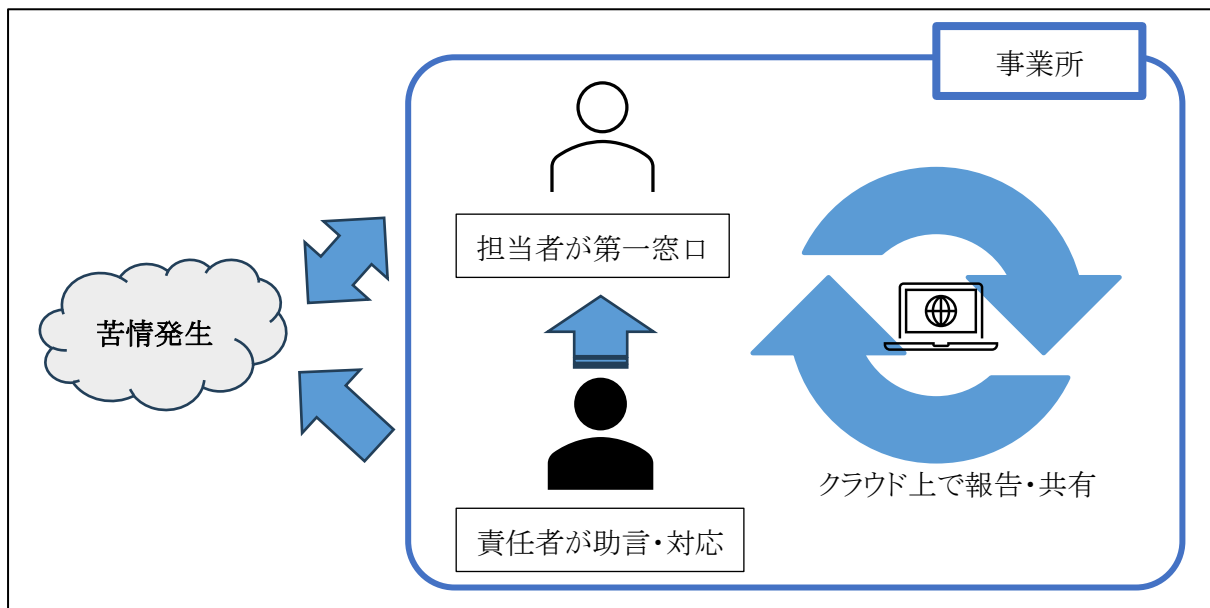 事業所
担当者が第一窓口
苦情発生
クラウド上で報告・共有
責任者が助言・対応